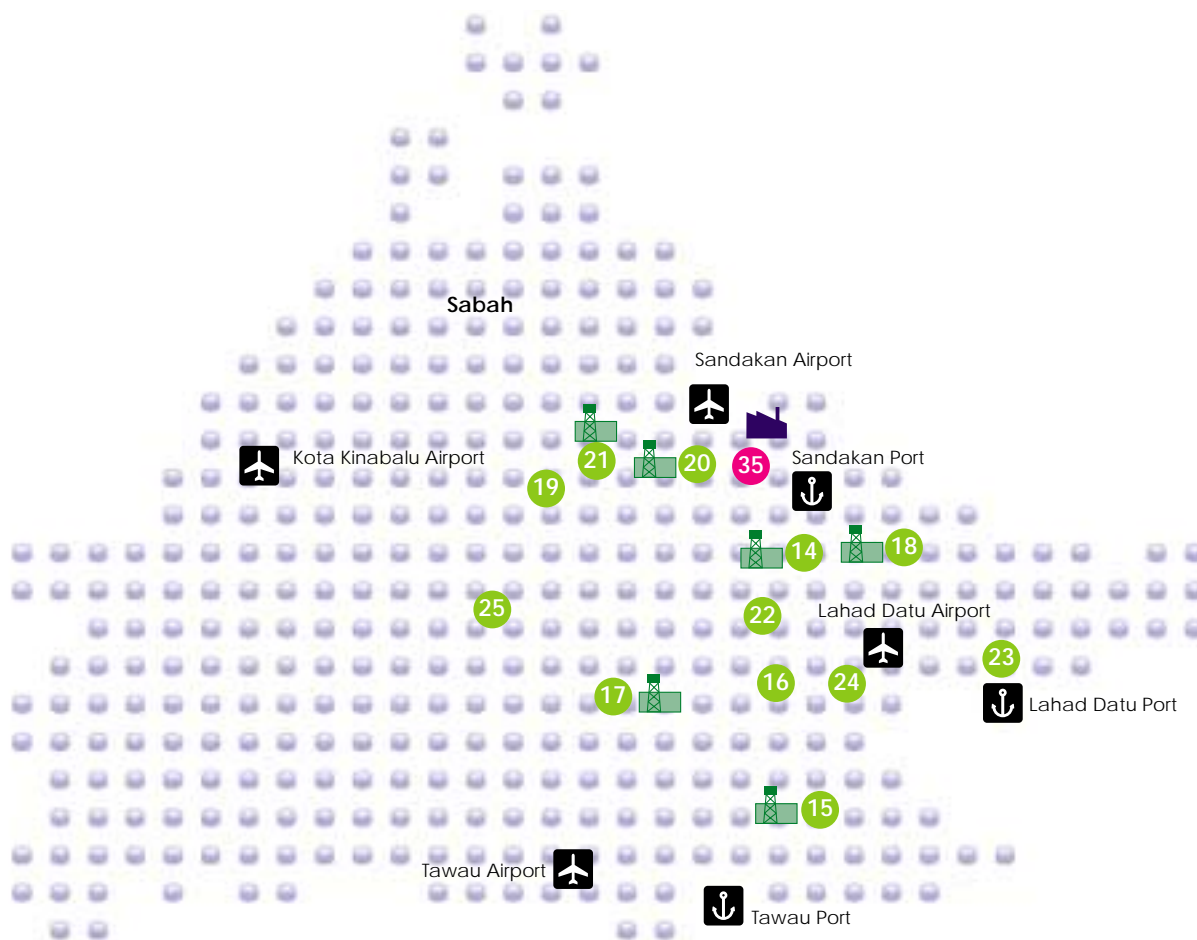 Sabah
Sandakan Airport
Kota Kinabalu Airport
21
20
35
Sandakan Port
19
14
18
25
22
Lahad Datu Airport
23
17
16
24
Lahad Datu Port
15
Tawau Airport
Tawau Port